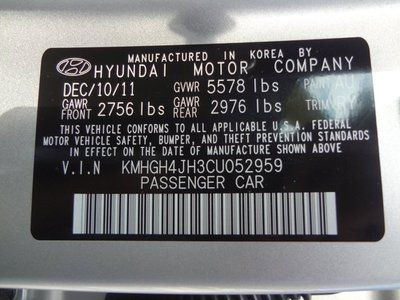 MANUFACTURED IN KOREA BY
HYUNDAI MOTOR COMPANY
DEC/10/11 GVWR 5578 lbs PAINT
GAWR FRONT 2756 lbs GAWR REAR 2976 lbs TRIM
THIS VEHICLE CONFORMS TO ALL APPLICABLE U.S.A. FEDERAL
MOTOR VEHICLE SAFETY, BUMPER, AND THEFT PREVENTION STANDARDS
IN EFFECT ON THE DATE OF MANUFACTURE SHOWN ABOVE.
V.I.N KMHGH4JH3CU052959
PASSENGER CAR